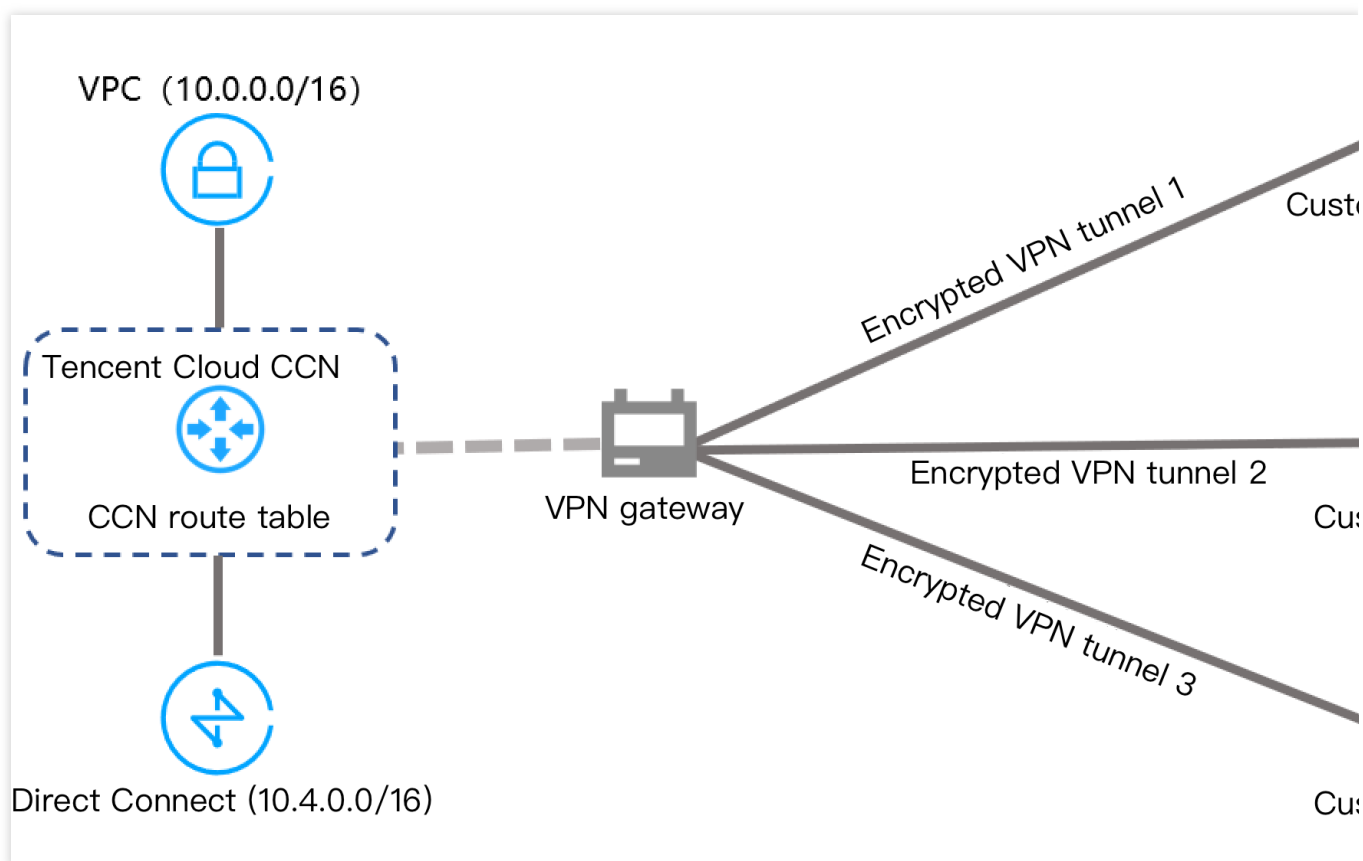 VPC（10.0.0.0/16）
Tencent Cloud CCN
CCN route table
Direct Connect (10.4.0.0/16)
VPN gateway
Encrypted VPN tunnel 1
Encrypted VPN tunnel 2
Encrypted VPN tunnel 3